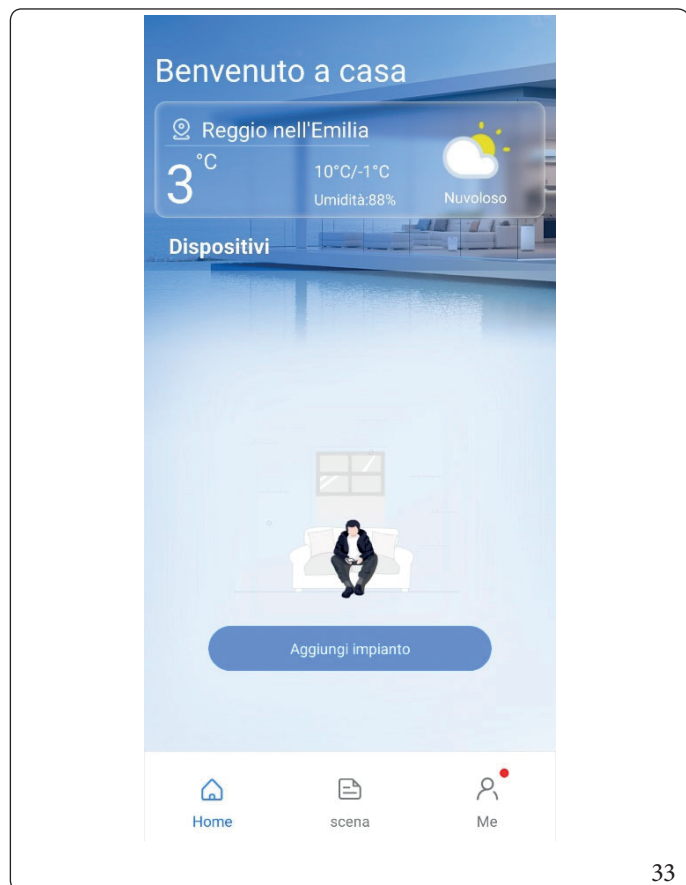 Benvenuto a casa
Reggio nell'Emilia
3°C
10°C/-1°C
Umidità:88%
Nuvoloso
Dispositivi
Aggiungi impianto
Home
scena
Me
33